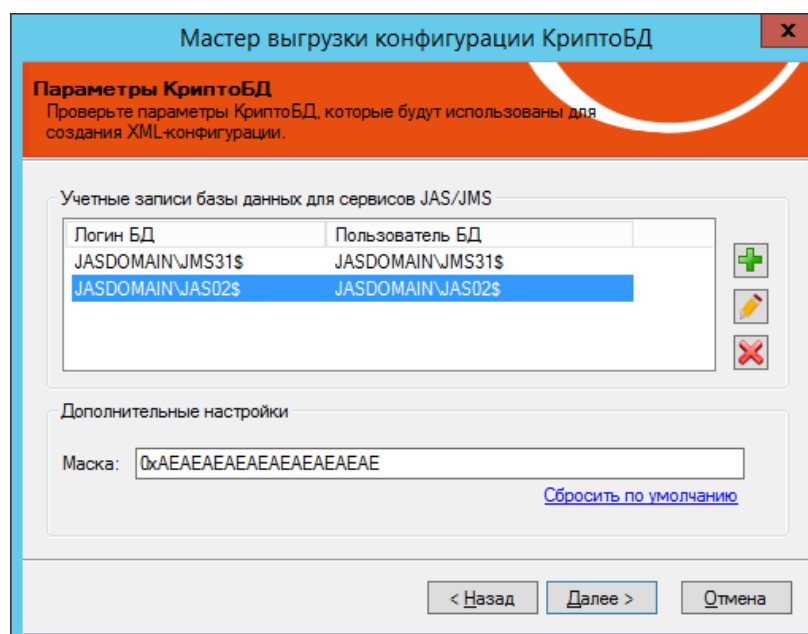 Мастер выгрузки конфигурации КриптоБД
x
Параметры КриптоБД
Проверьте параметры КриптоБД, которые будут использованы для
создания XML-конфигурации.
Учетные записи базы данных для сервисов JAS/JMS
Логин БД Пользователь БД
JASDOMAIN\JMS31$ JASDOMAIN\JMS31$
JASDOMAIN\JAS02$ JASDOMAIN\JAS02$
Дополнительные настройки
Маска: 0xAEAEAEAEAEAEAEAEAEAE
Сбросить по умолчанию
< Назад Далее > Отмена